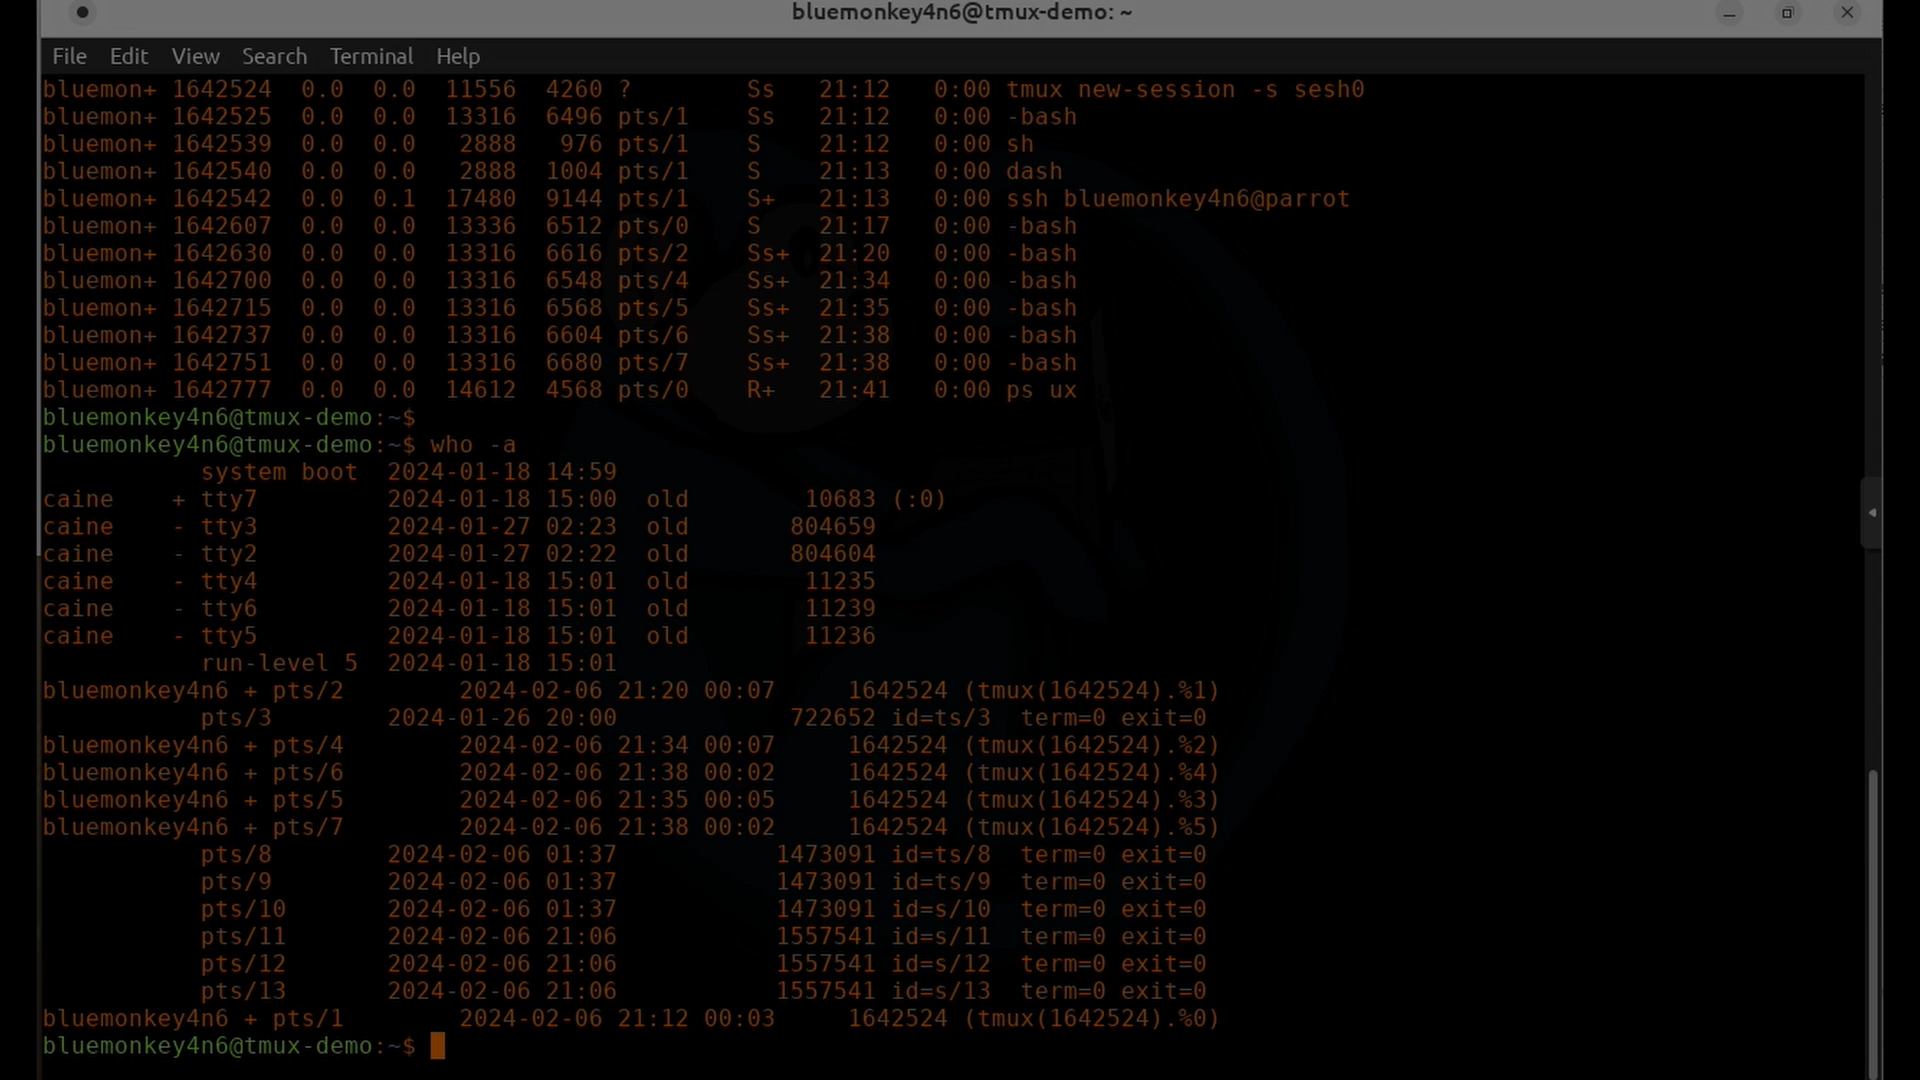 bluemonkey4n6@tmux-demo: ~
File Edit View Search Terminal Help
bluemon+ 1642524 0.0 0.0 11556 4260 ? Ss 21:12 0:00 tmux new-session -s sesh0
bluemon+ 1642525 0.0 0.0 13316 6496 pts/1 Ss 21:12 0:00 -bash
bluemon+ 1642539 0.0 0.0 2888 976 pts/1 S 21:12 0:00 sh
bluemon+ 1642540 0.0 0.0 2888 1004 pts/1 S 21:13 0:00 dash
bluemon+ 1642542 0.0 0.1 17480 9144 pts/1 S+ 21:13 0:00 ssh bluemonkey4n6@parrot
bluemon+ 1642607 0.0 0.0 13336 6512 pts/0 S 21:17 0:00 -bash
bluemon+ 1642630 0.0 0.0 13316 6616 pts/2 Ss+ 21:20 0:00 -bash
bluemon+ 1642700 0.0 0.0 13316 6548 pts/4 Ss+ 21:34 0:00 -bash
bluemon+ 1642715 0.0 0.0 13316 6568 pts/5 Ss+ 21:35 0:00 -bash
bluemon+ 1642737 0.0 0.0 13316 6604 pts/6 Ss+ 21:38 0:00 -bash
bluemon+ 1642751 0.0 0.0 13316 6680 pts/7 Ss+ 21:38 0:00 -bash
bluemon+ 1642777 0.0 0.0 14612 4568 pts/0 R+ 21:41 0:00 ps ux
bluemonkey4n6@tmux-demo:~$
bluemonkey4n6@tmux-demo:~$ who -a
system boot 2024-01-18 14:59
caine + tty7 2024-01-18 15:00 old 10683 (:0)
caine - tty3 2024-01-27 02:23 old 804659
caine - tty2 2024-01-27 02:22 old 804604
caine - tty4 2024-01-18 15:01 old 11235
caine - tty6 2024-01-18 15:01 old 11239
caine - tty5 2024-01-18 15:01 old 11236
run-level 5 2024-01-18 15:01
bluemonkey4n6 + pts/2 2024-02-06 21:20 00:07 1642524 (tmux(1642524).%1)
pts/3 2024-01-26 20:00 722652 id=ts/3 term=0 exit=0
bluemonkey4n6 + pts/4 2024-02-06 21:34 00:07 1642524 (tmux(1642524).%2)
bluemonkey4n6 + pts/6 2024-02-06 21:38 00:02 1642524 (tmux(1642524).%4)
bluemonkey4n6 + pts/5 2024-02-06 21:35 00:05 1642524 (tmux(1642524).%3)
bluemonkey4n6 + pts/7 2024-02-06 21:38 00:02 1642524 (tmux(1642524).%5)
pts/8 2024-02-06 01:37 1473091 id=ts/8 term=0 exit=0
pts/9 2024-02-06 01:37 1473091 id=ts/9 term=0 exit=0
pts/10 2024-02-06 01:37 1473091 id=s/10 term=0 exit=0
pts/11 2024-02-06 21:06 1557541 id=s/11 term=0 exit=0
pts/12 2024-02-06 21:06 1557541 id=s/12 term=0 exit=0
pts/13 2024-02-06 21:06 1557541 id=s/13 term=0 exit=0
bluemonkey4n6 + pts/1 2024-02-06 21:12 00:03 1642524 (tmux(1642524).%0)
bluemonkey4n6@tmux-demo:~$